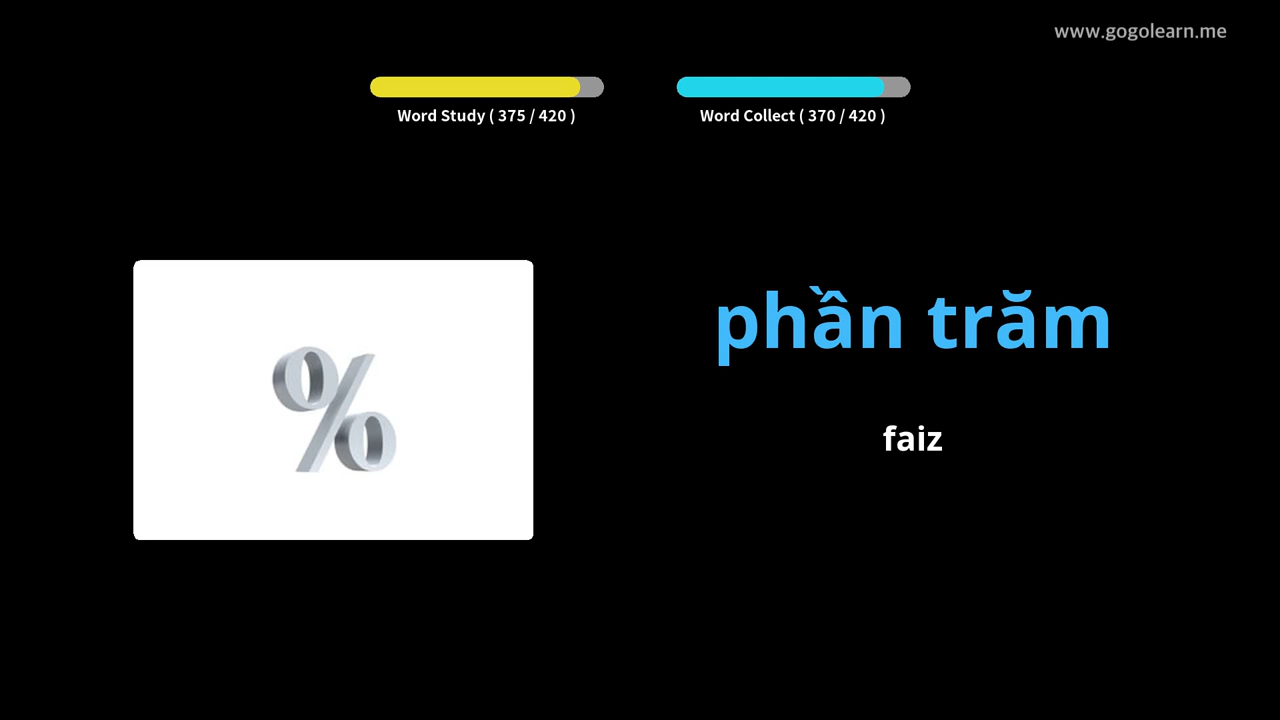 www.gogolearn.me
Word Study ( 375 / 420 )
Word Collect ( 370 / 420 )
%
phần trăm
faiz